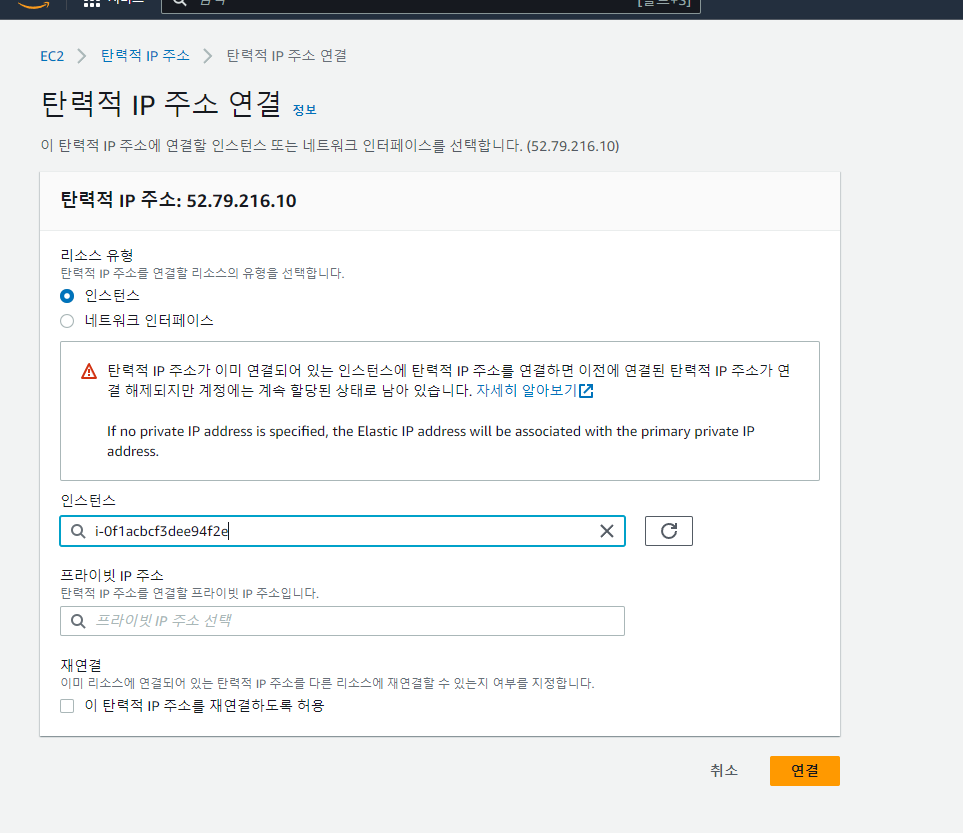 EC2 > 탄력적 IP 주소 > 탄력적 IP 주소 연결
탄력적 IP 주소 연결 정보
이 탄력적 IP 주소에 연결할 인스턴스 또는 네트워크 인터페이스를 선택합니다. (52.79.216.10)
탄력적 IP 주소: 52.79.216.10
리소스 유형
탄력적 IP 주소를 연결할 리소스의 유형을 선택합니다.
인스턴스
네트워크 인터페이스
탄력적 IP 주소가 이미 연결되어 있는 인스턴스에 탄력적 IP 주소를 연결하면 이전에 연결된 탄력적 IP 주소가 연
결 해제되지만 계정에는 계속 할당된 상태로 남아 있습니다. 자세히 알아보기
If no private IP address is specified, the Elastic IP address will be associated with the primary private IP
address.
인스턴스
i-0f1acbcf3dee94f2e
프라이빗 IP 주소
탄력적 IP 주소를 연결할 프라이빗 IP 주소입니다.
프라이빗 IP 주소 선택
재연결
이미 리소스에 연결되어 있는 탄력적 IP 주소를 다른 리소스에 재연결할 수 있는지 여부를 지정합니다.
이 탄력적 IP 주소를 재연결하도록 허용
취소
연결